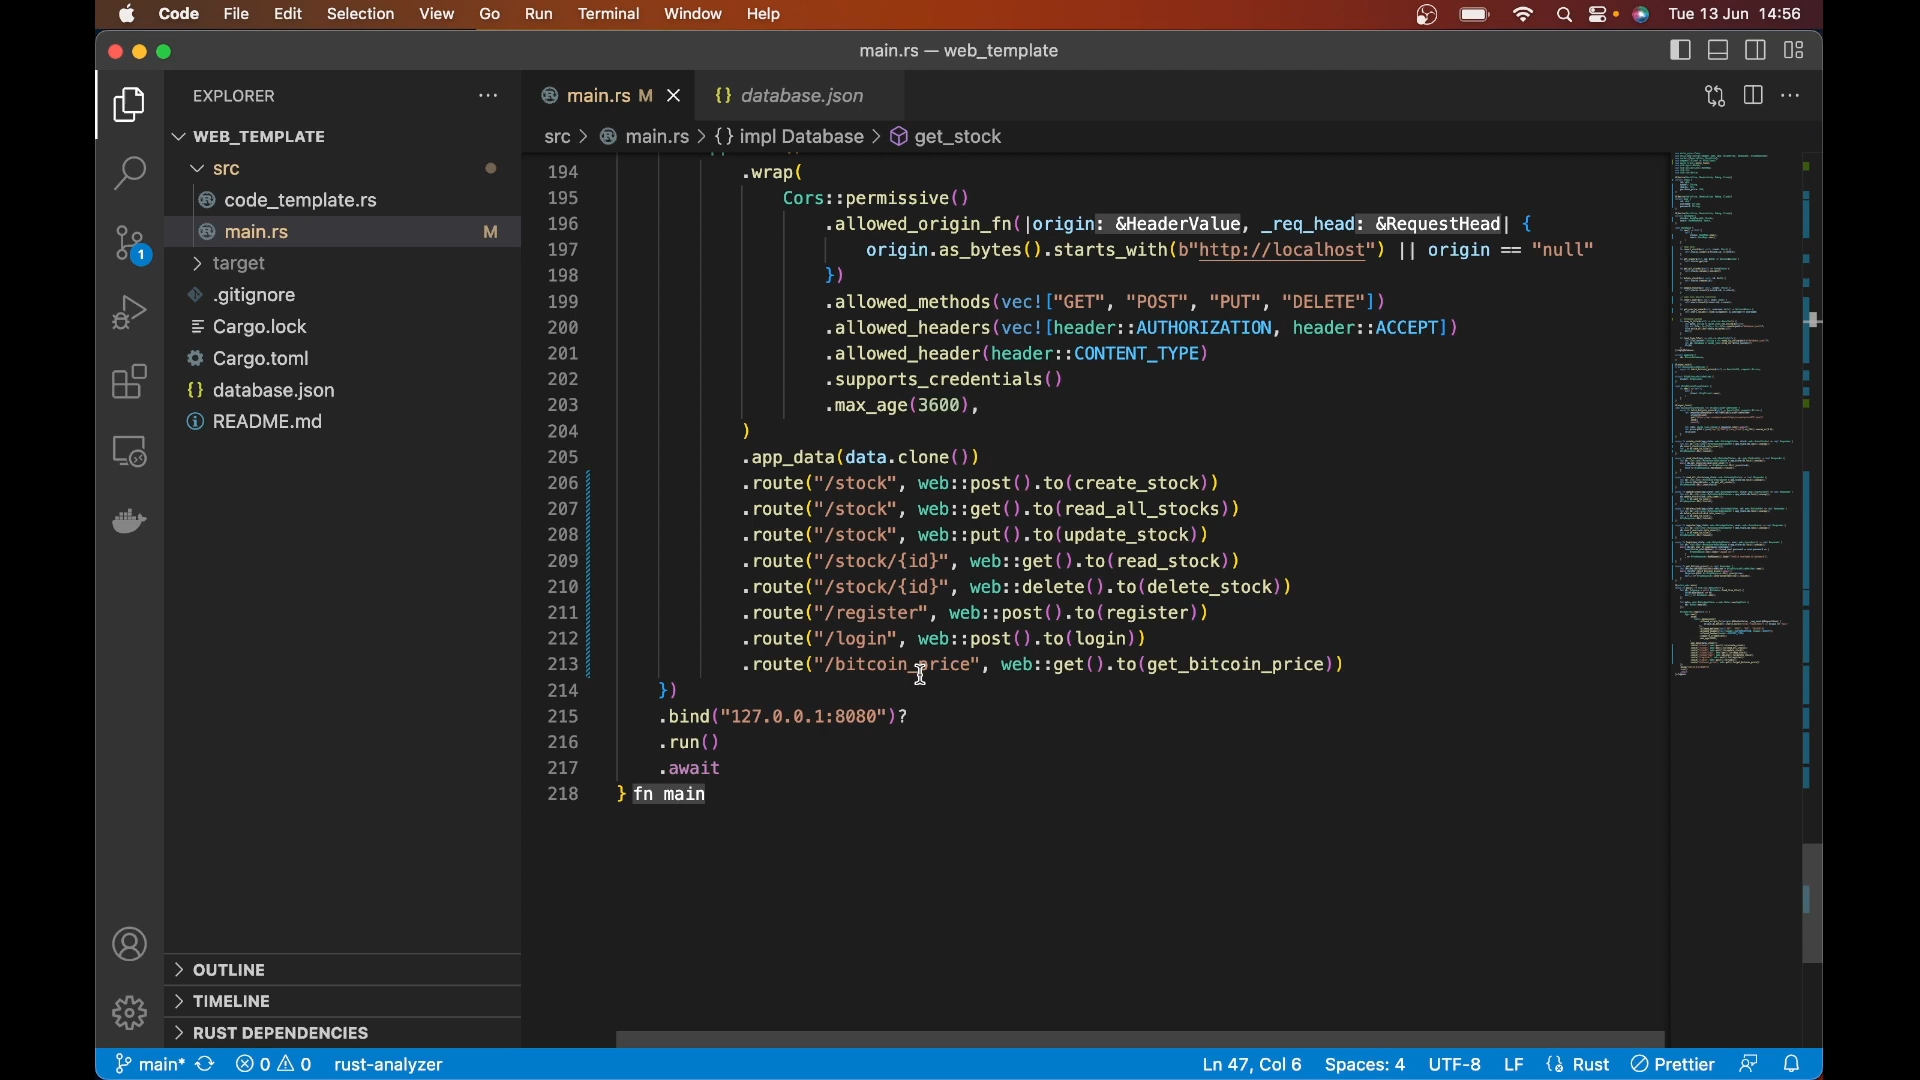 Code File Edit Selection View Go Run Terminal Window Help Tue 13 Jun 14:56
main.rs — web_template
EXPLORER
WEB_TEMPLATE
src
code_template.rs
main.rs M
target
.gitignore
Cargo.lock
Cargo.toml
database.json
README.md
1
OUTLINE
TIMELINE
RUST DEPENDENCIES
main.rs M {} database.json
src > main.rs > {} impl Database > get_stock
194 .wrap(
195 Cors::permissive()
196 .allowed_origin_fn(|origin: &HeaderValue, _req_head: &RequestHead| {
197 origin.as_bytes().starts_with(b"http://localhost") || origin == "null"
198 })
199 .allowed_methods(vec!["GET", "POST", "PUT", "DELETE"])
200 .allowed_headers(vec![header::AUTHORIZATION, header::ACCEPT])
201 .allowed_header(header::CONTENT_TYPE)
202 .supports_credentials()
203 .max_age(3600),
204 )
205 .app_data(data.clone())
206 .route("/stock", web::post().to(create_stock))
207 .route("/stock", web::get().to(read_all_stocks))
208 .route("/stock", web::put().to(update_stock))
209 .route("/stock/{id}", web::get().to(read_stock))
210 .route("/stock/{id}", web::delete().to(delete_stock))
211 .route("/register", web::post().to(register))
212 .route("/login", web::post().to(login))
213 .route("/bitcoin_price", web::get().to(get_bitcoin_price))
214 })
215 .bind("127.0.0.1:8080")?
216 .run()
217 .await
218 } fn main
main* 0 0 rust-analyzer Ln 47, Col 6 Spaces: 4 UTF-8 LF Rust Prettier